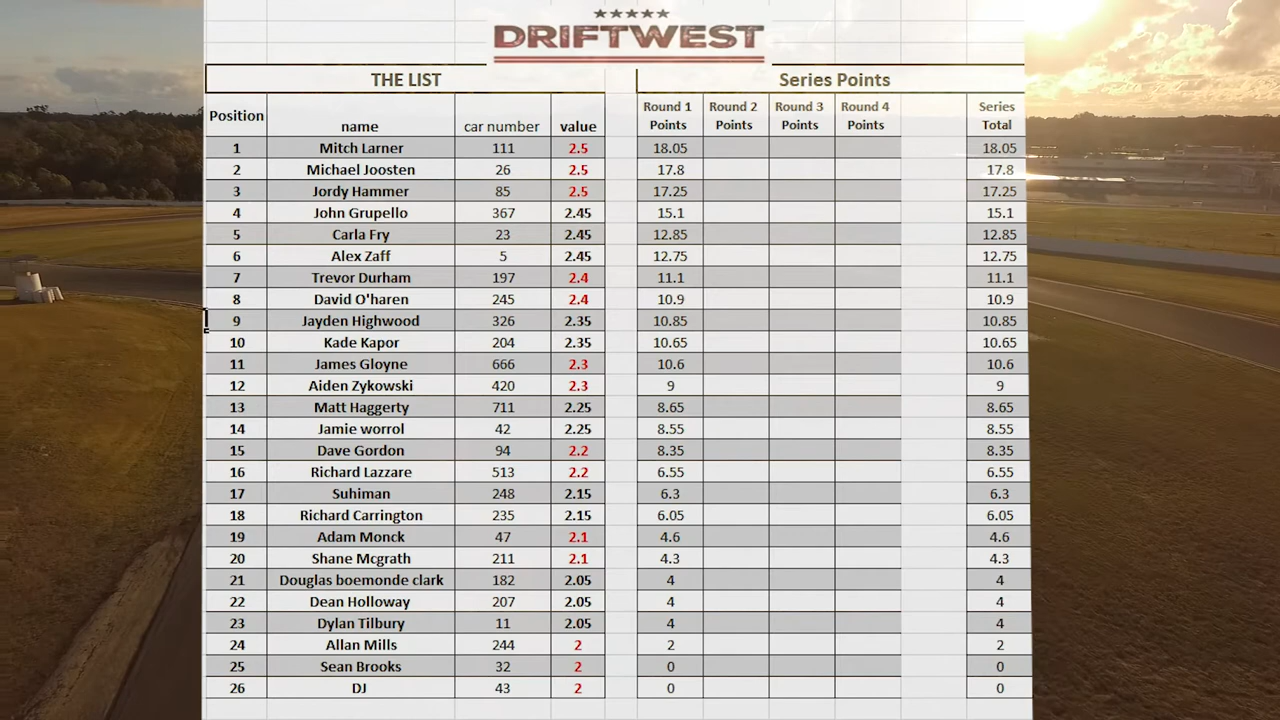 ★★★★★
DRIFTWEST
THE LIST Series Points
Position name car number value Round 1 Points Round 2 Points Round 3 Points Round 4 Points Series Total
1 Mitch Larner 111 2.5 18.05 18.05
2 Michael Joosten 26 2.5 17.8 17.8
3 Jordy Hammer 85 2.5 17.25 17.25
4 John Grupello 367 2.45 15.1 15.1
5 Carla Fry 23 2.45 12.85 12.85
6 Alex Zaff 5 2.45 12.75 12.75
7 Trevor Durham 197 2.4 11.1 11.1
8 David O'haren 245 2.4 10.9 10.9
9 Jayden Highwood 326 2.35 10.85 10.85
10 Kade Kapor 204 2.35 10.65 10.65
11 James Gloyne 666 2.3 10.6 10.6
12 Aiden Zykowski 420 2.3 9 9
13 Matt Haggerty 711 2.25 8.65 8.65
14 Jamie worrol 42 2.25 8.55 8.55
15 Dave Gordon 94 2.2 8.35 8.35
16 Richard Lazzare 513 2.2 6.55 6.55
17 Suhiman 248 2.15 6.3 6.3
18 Richard Carrington 235 2.15 6.05 6.05
19 Adam Monck 47 2.1 4.6 4.6
20 Shane Mcgrath 211 2.1 4.3 4.3
21 Douglas boemonde clark 182 2.05 4 4
22 Dean Holloway 207 2.05 4 4
23 Dylan Tilbury 11 2.05 4 4
24 Allan Mills 244 2 2 2
25 Sean Brooks 32 2 0 0
26 DJ 43 2 0 0